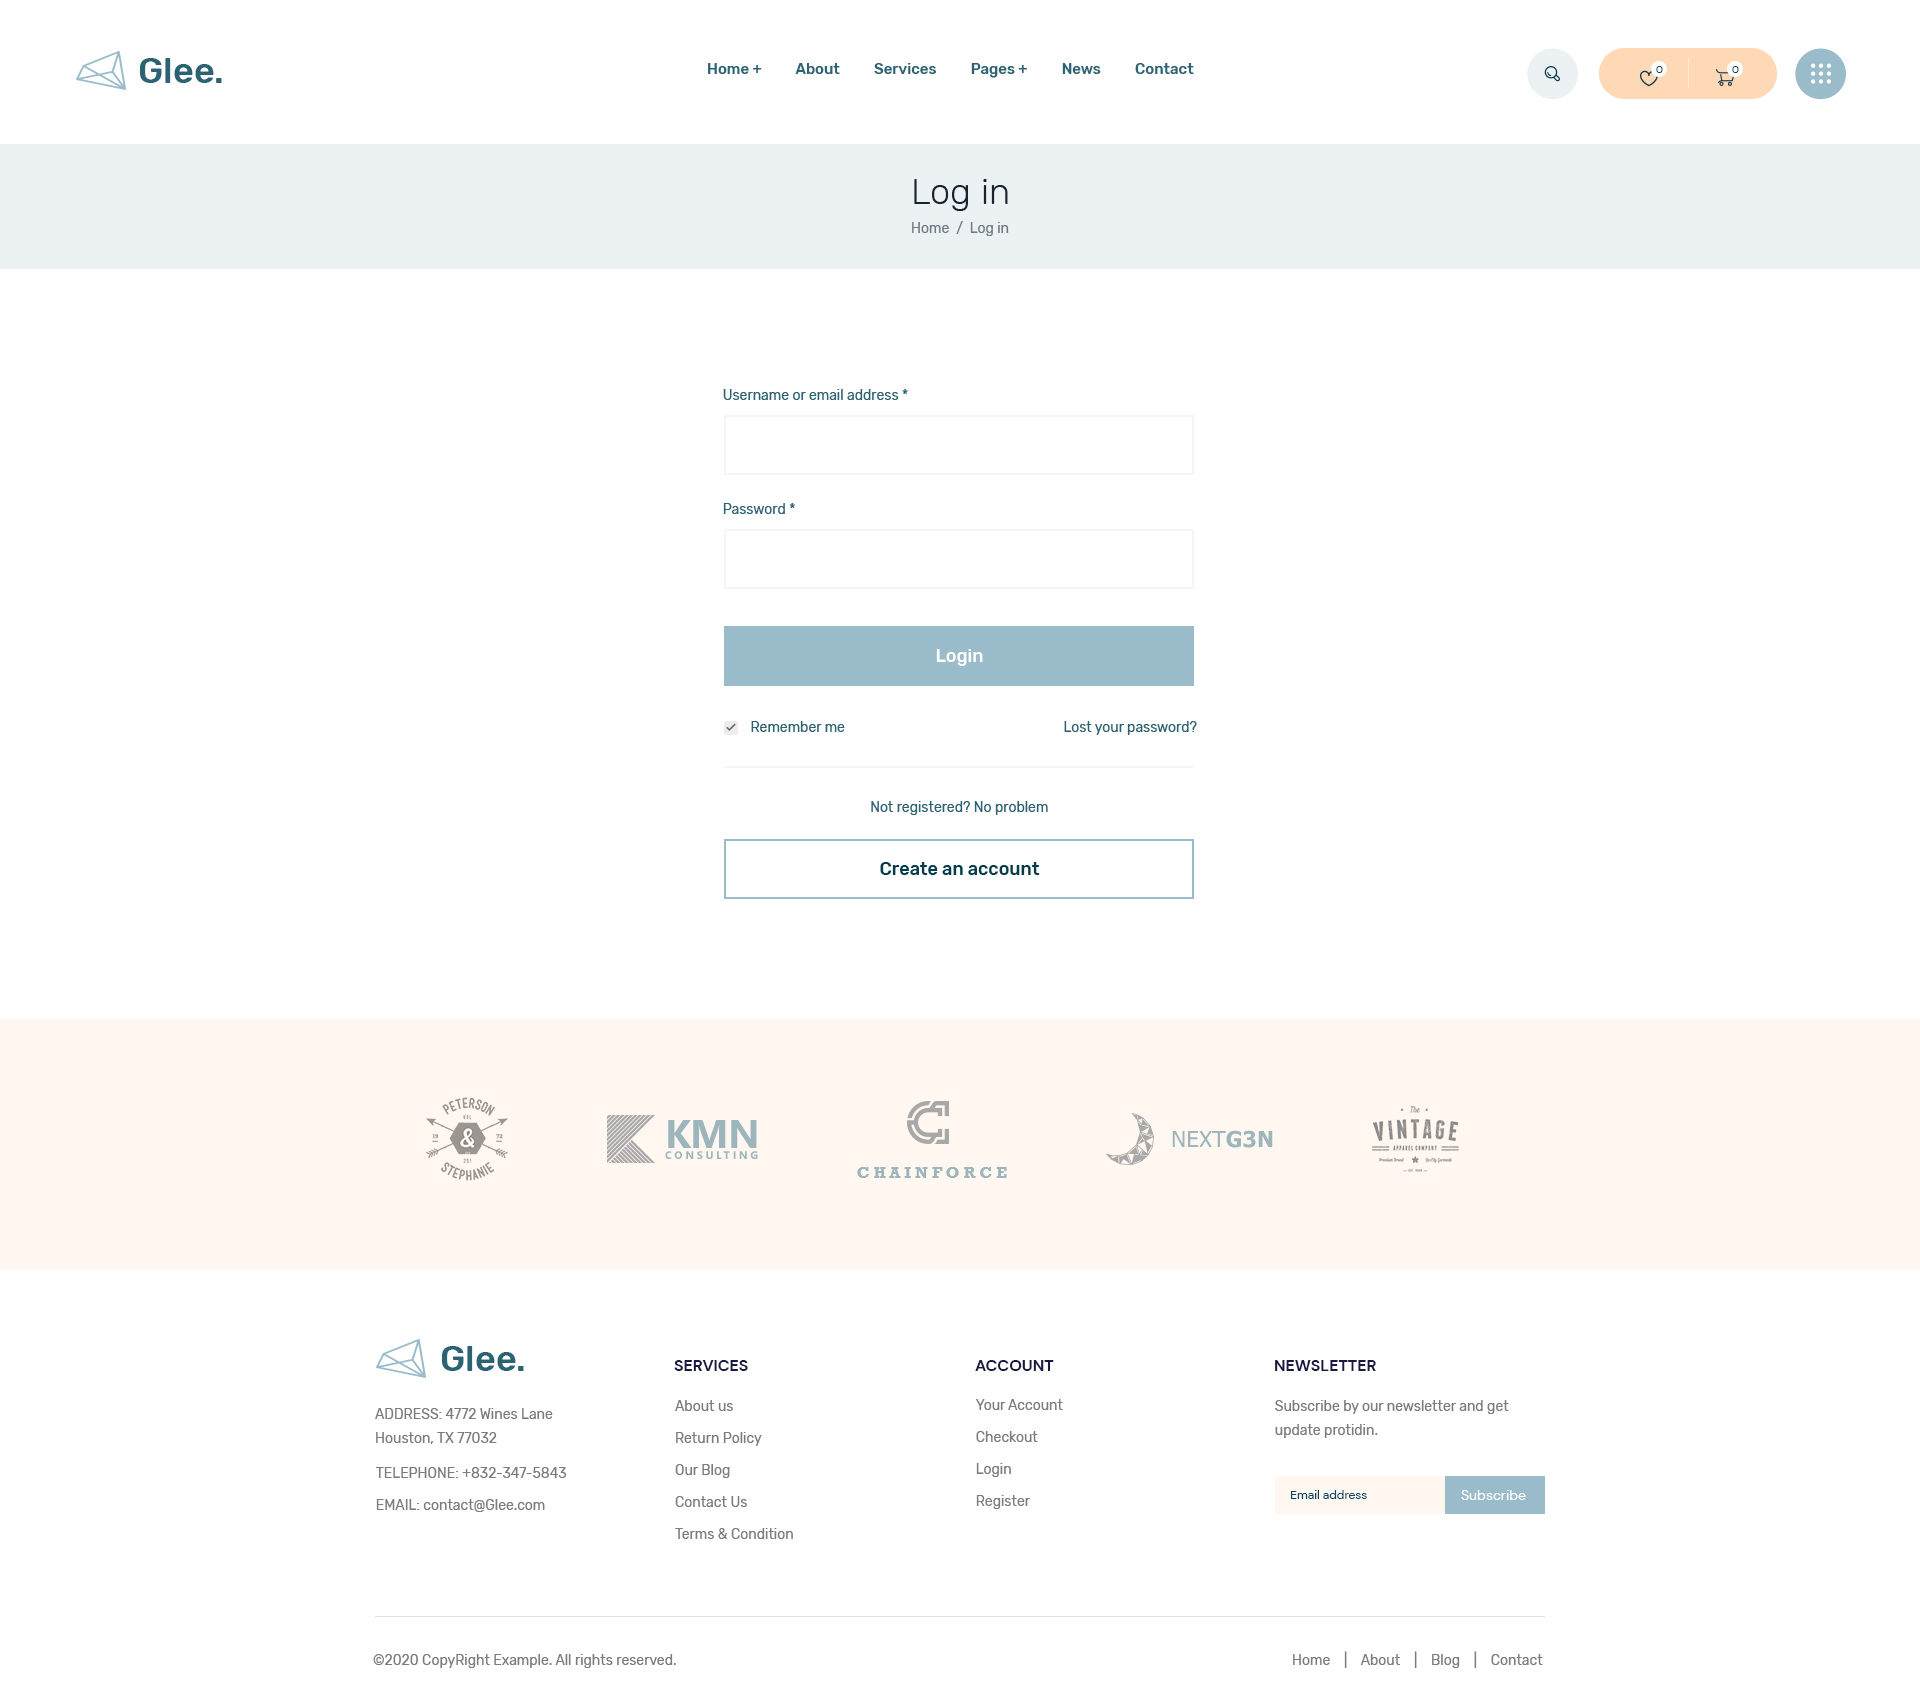 Glee.
Home +
About
Services
Pages +
News
Contact
0
0
Log in
Home / Log in
Username or email address *
Password *
Login
Remember me
Lost your password?
Not registered? No problem
Create an account
PETERSON
19
&
72
STEPHANIE
KMN
CONSULTING
CHAINFORCE
NEXTG3N
The
VINTAGE
APPAREL COMPANY
Glee.
ADDRESS: 4772 Wines Lane
Houston, TX 77032
TELEPHONE: +832-347-5843
EMAIL: contact@Glee.com
SERVICES
About us
Return Policy
Our Blog
Contact Us
Terms & Condition
ACCOUNT
Your Account
Checkout
Login
Register
NEWSLETTER
Subscribe by our newsletter and get
update protidin.
Email address
Subscribe
©2020 CopyRight Example. All rights reserved.
Home | About | Blog | Contact